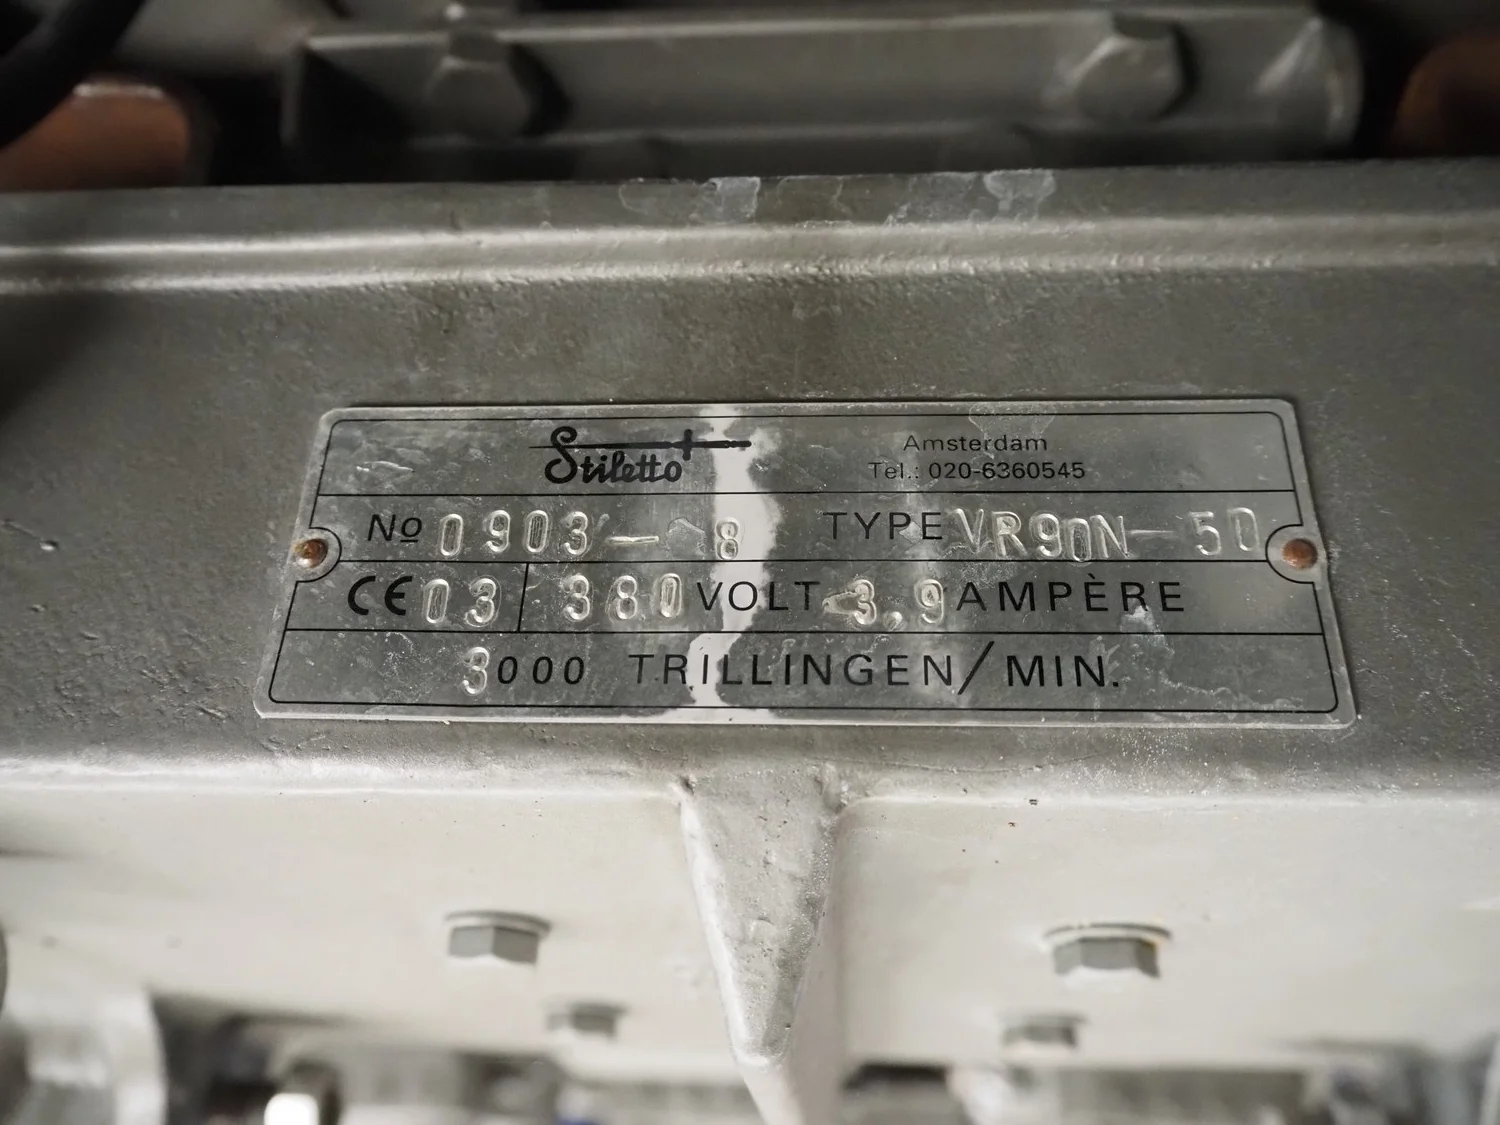 Stiletto
Amsterdam
Tel.: 020-6360545
No 0903- 8 TYPE VR90N-50
CE 03 380 VOLT 3,9 AMPÈRE
3000 TRILLINGEN/MIN.